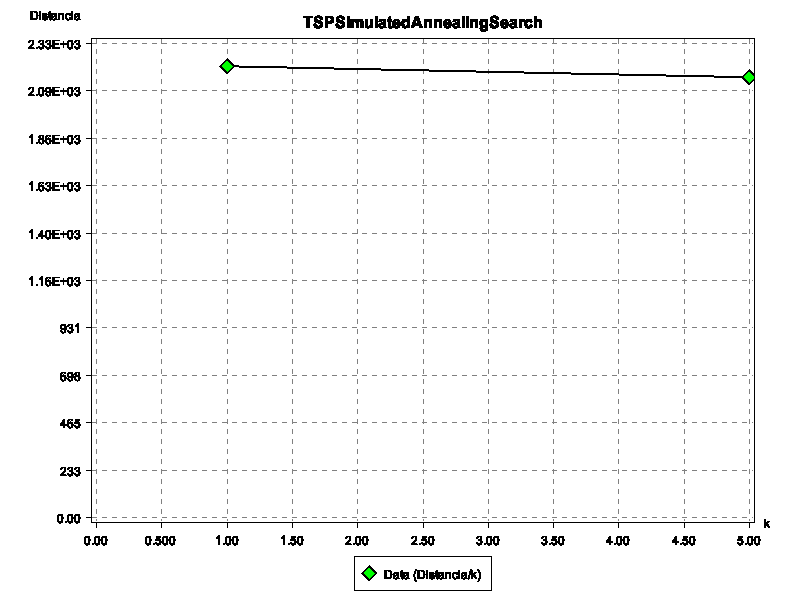 Distancia
TSPSimulatedAnnealingSearch
2.33E+03
2.09E+03
1.86E+03
1.63E+03
1.40E+03
1.16E+03
931
698
465
233
0.00
0.00 0.500 1.00 1.50 2.00 2.50 3.00 3.50 4.00 4.50 5.00
k
Data (Distancia/k)